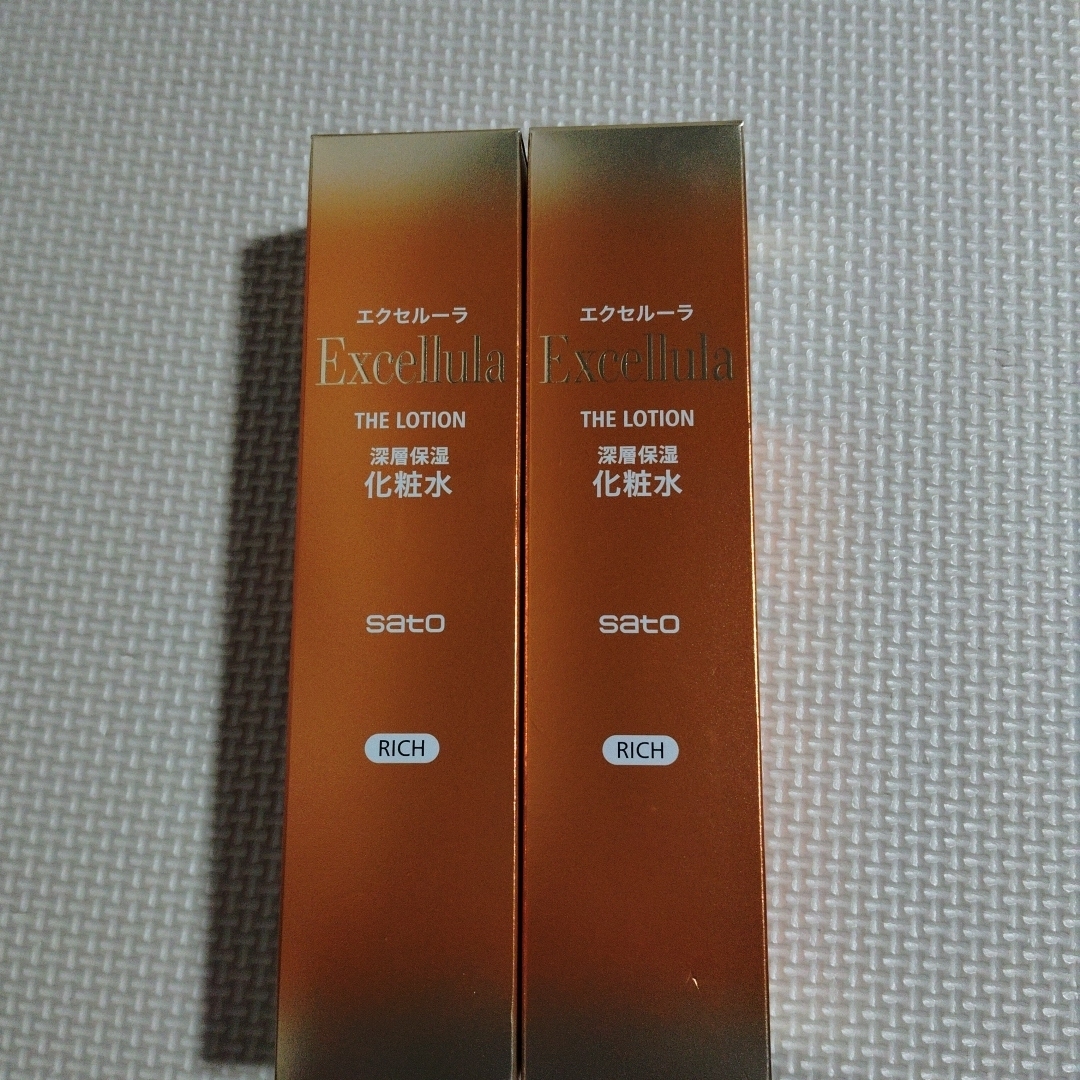 エクセルーラ
Excellula
THE LOTION
深層保湿
化粧水
sato
RICH
エクセルーラ
Excellula
THE LOTION
深層保湿
化粧水
sato
RICH